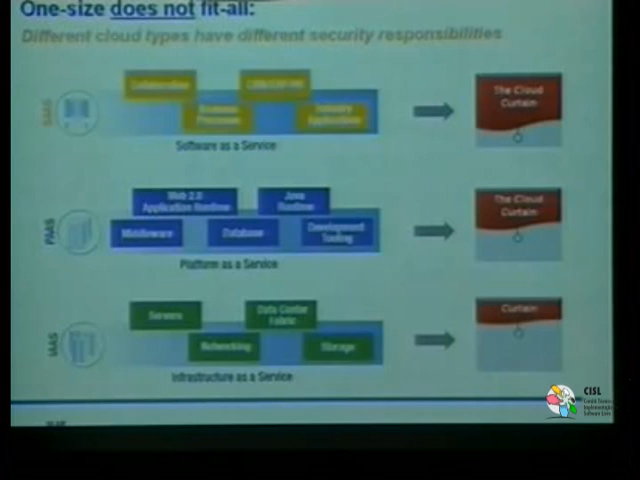 One-size does not fit-all:
Different cloud types have different security responsibilities
SAAS
Collaboration
CRM/ERP/HR
Business
Processes
Industry
Applications
The Cloud
Curtain
Software as a Service
PAAS
Web 2.0
Application Runtime
Java
Runtime
Middleware
Database
Development
Tooling
The Cloud
Curtain
Platform as a Service
IAAS
Servers
Data Center
Fabric
Networking
Storage
Curtain
Infrastructure as a Service
CISL